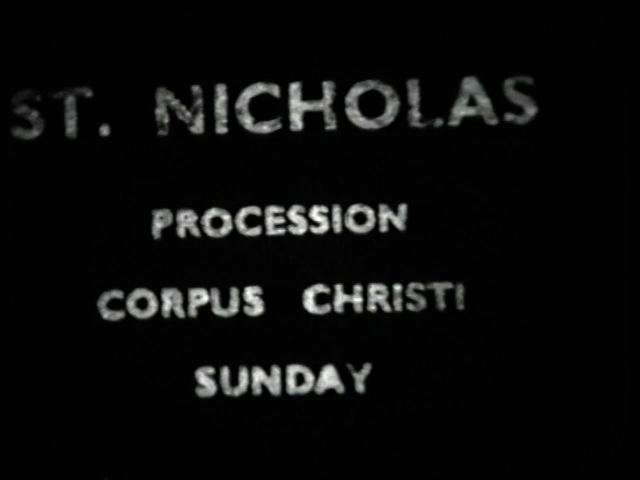 ST. NICHOLAS
PROCESSION
CORPUS CHRISTI
SUNDAY